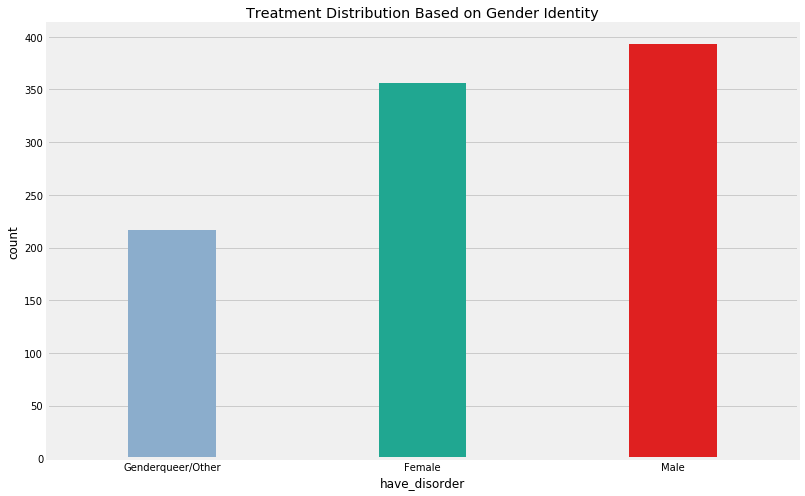 Treatment Distribution Based on Gender Identity
400
350
300
250
200
150
100
50
0
count
Genderqueer/Other Female Male
have_disorder